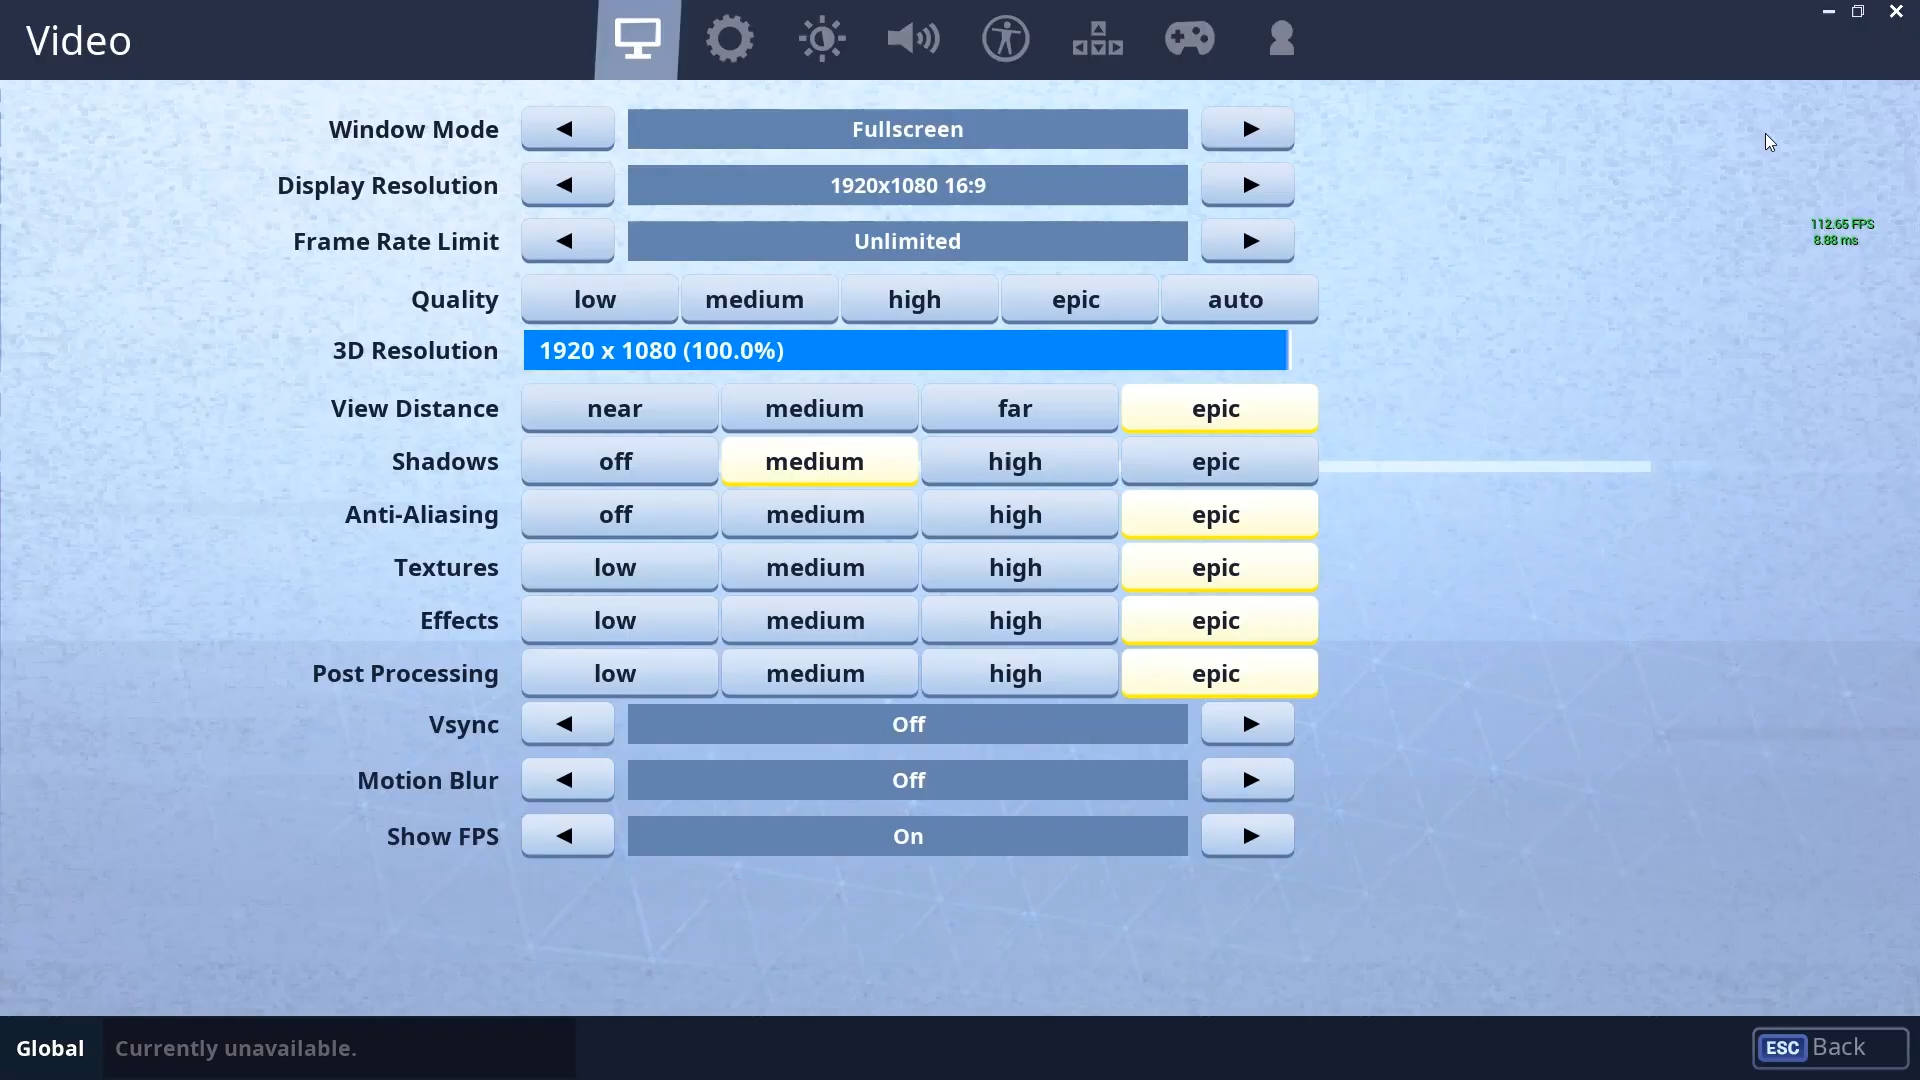 Video
Window Mode Fullscreen
Display Resolution 1920x1080 16:9
Frame Rate Limit Unlimited
112.65 FPS
8.88 ms
Quality low medium high epic auto
3D Resolution 1920 x 1080 (100.0%)
View Distance near medium far epic
Shadows off medium high epic
Anti-Aliasing off medium high epic
Textures low medium high epic
Effects low medium high epic
Post Processing low medium high epic
Vsync Off
Motion Blur Off
Show FPS On
Global Currently unavailable. ESC Back